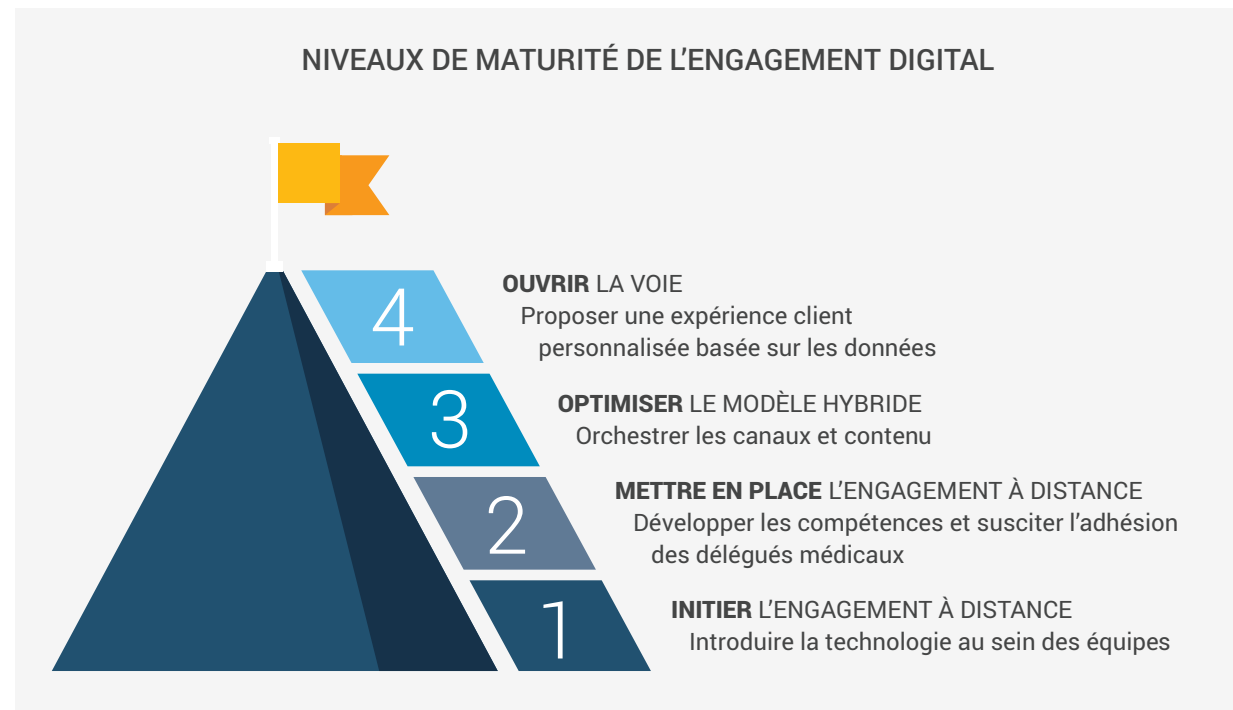 NIVEAUX DE MATURITÉ DE L’ENGAGEMENT DIGITAL
4
OUVRIR LA VOIE
Proposer une expérience client
personnalisée basée sur les données
3
OPTIMISER LE MODÈLE HYBRIDE
Orchestrer les canaux et contenu
2
METTRE EN PLACE L’ENGAGEMENT À DISTANCE
Développer les compétences et susciter l’adhésion
des délégués médicaux
1
INITIER L’ENGAGEMENT À DISTANCE
Introduire la technologie au sein des équipes